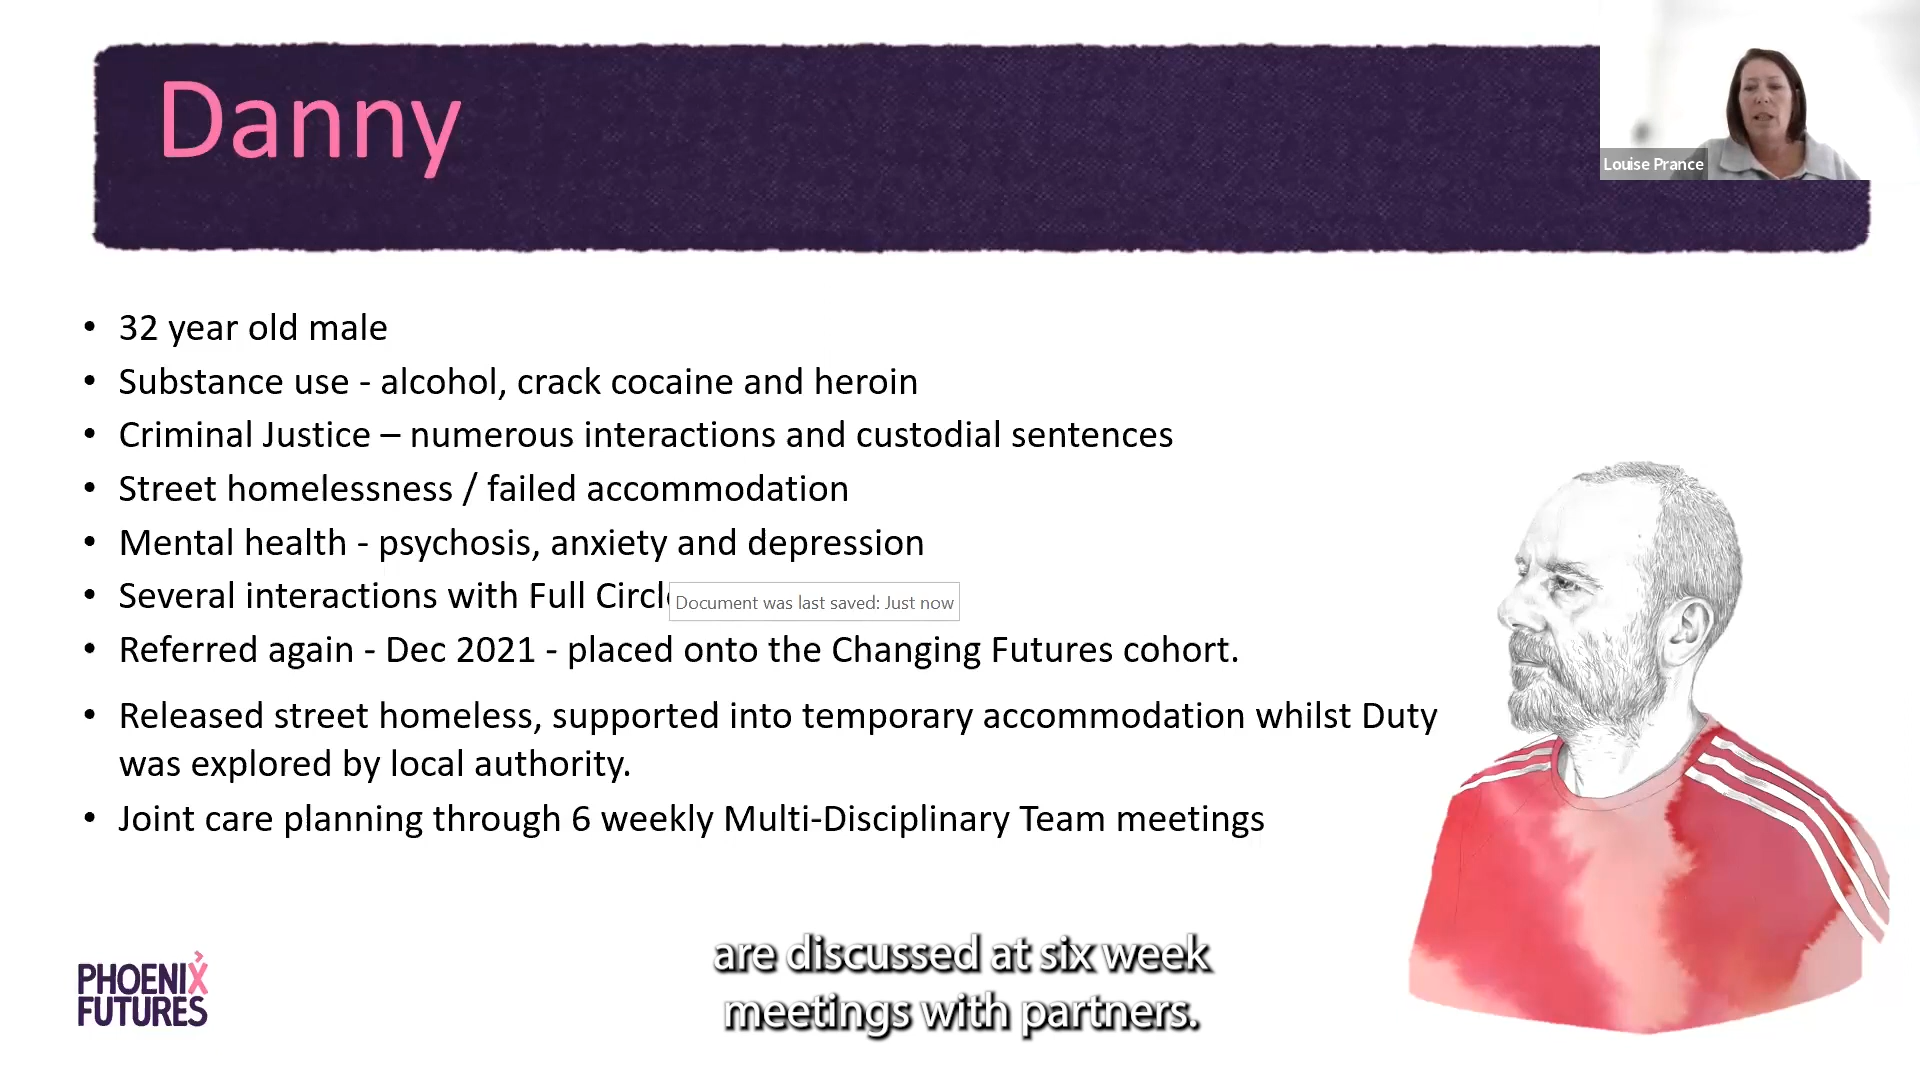 Danny
Louise Prance
• 32 year old male
• Substance use - alcohol, crack cocaine and heroin
• Criminal Justice – numerous interactions and custodial sentences
• Street homelessness / failed accommodation
• Mental health - psychosis, anxiety and depression
• Several interactions with Full
Document was last saved: Just now
• Referred again - Dec 2021 - placed onto the Changing Futures cohort.
• Released street homeless, supported into temporary accommodation whilst Duty
was explored by local authority.
• Joint care planning through 6 weekly Multi-Disciplinary Team meetings
PHOENIX
FUTURES
are discussed at six week
meetings with partners.